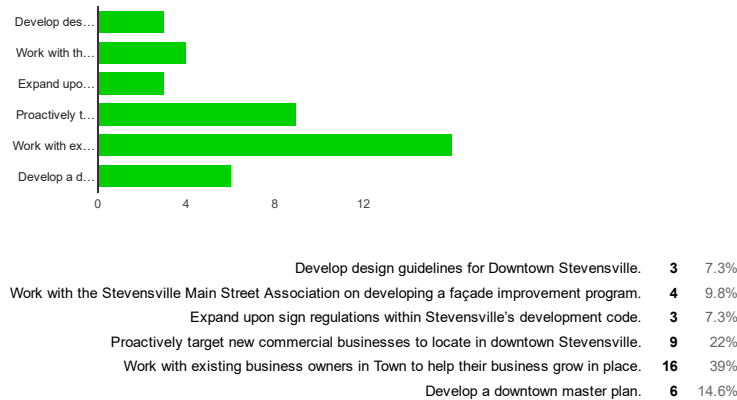 Develop des...
Work with th...
Expand upo...
Proactively t...
Work with ex...
Develop a d...
0 4 8 12
Develop design guidelines for Downtown Stevensville. 3 7.3%
Work with the Stevensville Main Street Association on developing a façade improvement program. 4 9.8%
Expand upon sign regulations within Stevensville’s development code. 3 7.3%
Proactively target new commercial businesses to locate in downtown Stevensville. 9 22%
Work with existing business owners in Town to help their business grow in place. 16 39%
Develop a downtown master plan. 6 14.6%